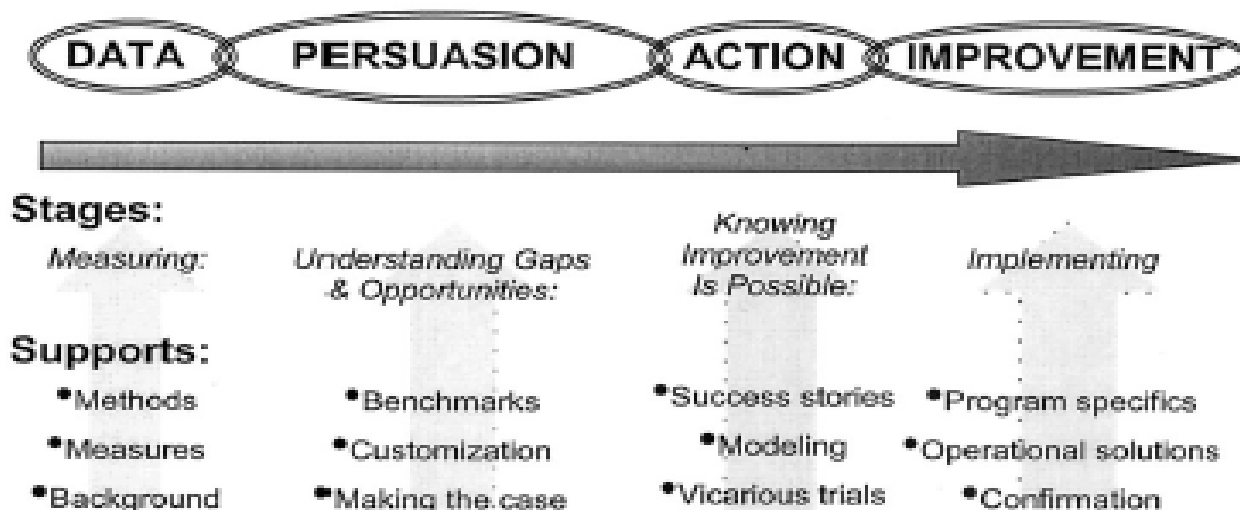 DATA PERSUASION ACTION IMPROVEMENT
Stages:
Measuring:
Understanding Gaps
& Opportunities:
Knowing
Improvement
Is Possible:
Implementing
Supports:
•Methods
•Measures
•Background
•Benchmarks
•Customization
•Making the case
•Success stories
•Modeling
•Vicarious trials
•Program specifics
•Operational solutions
•Confirmation